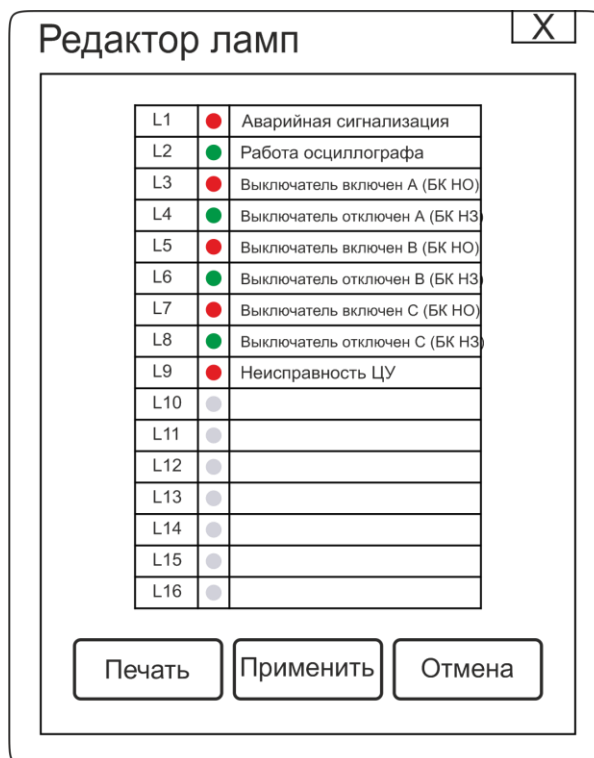 Редактор ламп
X
L1 Аварийная сигнализация
L2 Работа осциллографа
L3 Выключатель включен А (БК НО)
L4 Выключатель отключен А (БК НЗ)
L5 Выключатель включен В (БК НО)
L6 Выключатель отключен В (БК НЗ)
L7 Выключатель включен С (БК НО)
L8 Выключатель отключен С (БК НЗ)
L9 Неисправность ЦУ
L10
L11
L12
L13
L14
L15
L16
Печать Применить Отмена